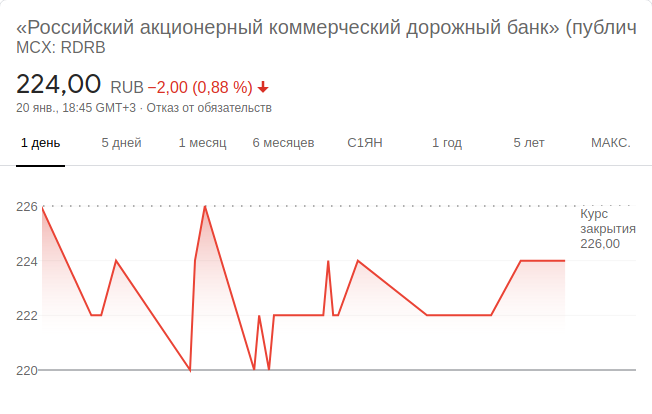 «Российский акционерный коммерческий дорожный банк» (публич
MCX: RDRB
224,00 RUB −2,00 (0,88 %)
20 янв., 18:45 GMT+3 · Отказ от обязательств
1 день 5 дней 1 месяц 6 месяцев С1ЯН 1 год 5 лет МАКС.
226
Курс
закрытия
226,00
224
222
220